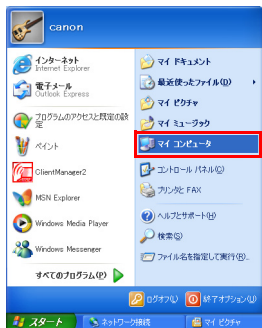 canon
インターネット
Internet Explorer
電子メール
Outlook Express
プログラムのアクセスと既定の設定
ペイント
ClientManager2
MSN Explorer
Windows Media Player
Windows Messenger
すべてのプログラム(P)
マイ ドキュメント
最近使ったファイル(D)
マイ ピクチャ
マイ ミュージック
マイ コンピュータ
コントロール パネル(C)
プリンタと FAX
ヘルプとサポート(H)
検索(S)
ファイル名を指定して実行(R)...
ログオフ(L)
終了オプション(U)
スタート
ネットワーク接続
マイ ピクチャ